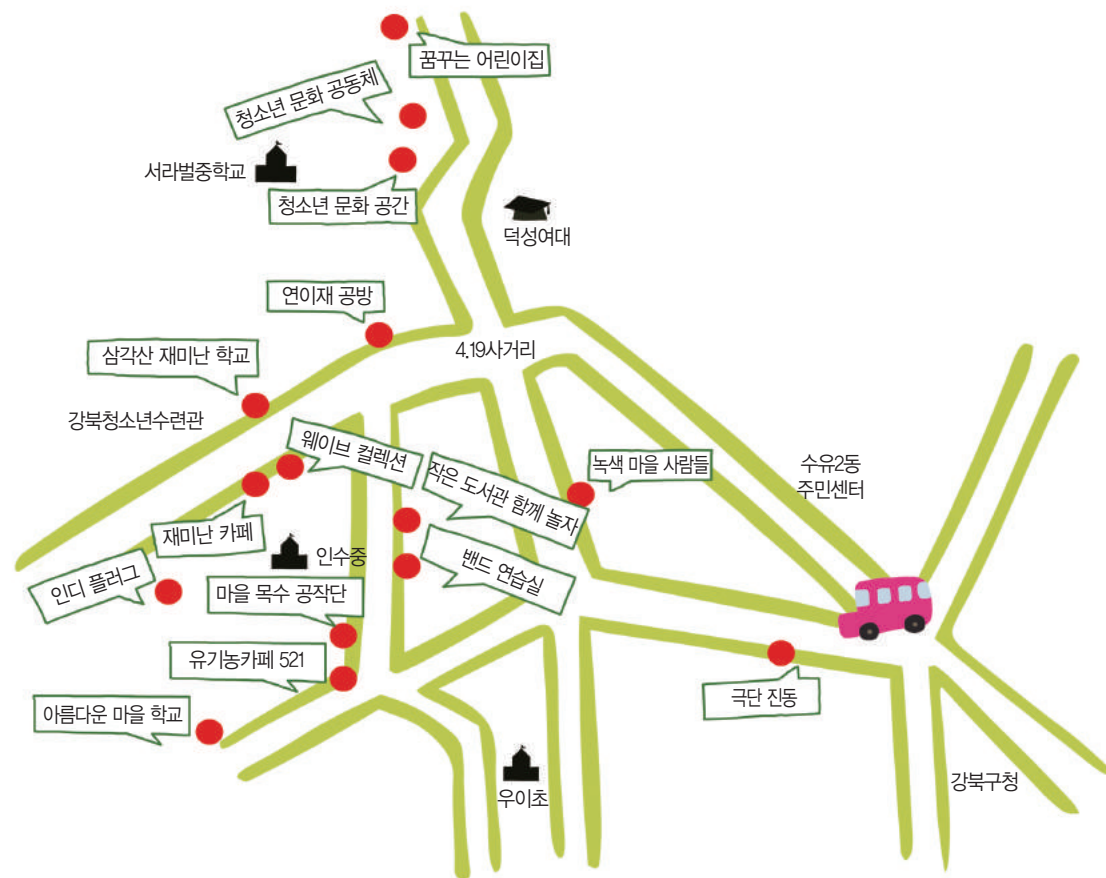 꿈꾸는 어린이집
청소년 문화 공동체
서라벌중학교
청소년 문화 공간
덕성여대
연이재 공방
4.19사거리
삼각산 재미난 학교
강북청소년수련관
웨이브 컬렉션
작은 도서관 함께 놀자
녹색 마을 사람들
수유2동
주민센터
재미난 카페
인수중
밴드 연습실
인디 플러그
마을 목수 공작단
유기농카페 521
아름다운 마을 학교
극단 진동
우이초
강북구청